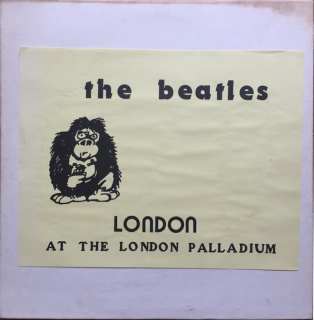 the beatles
LONDON
AT THE LONDON PALLADIUM